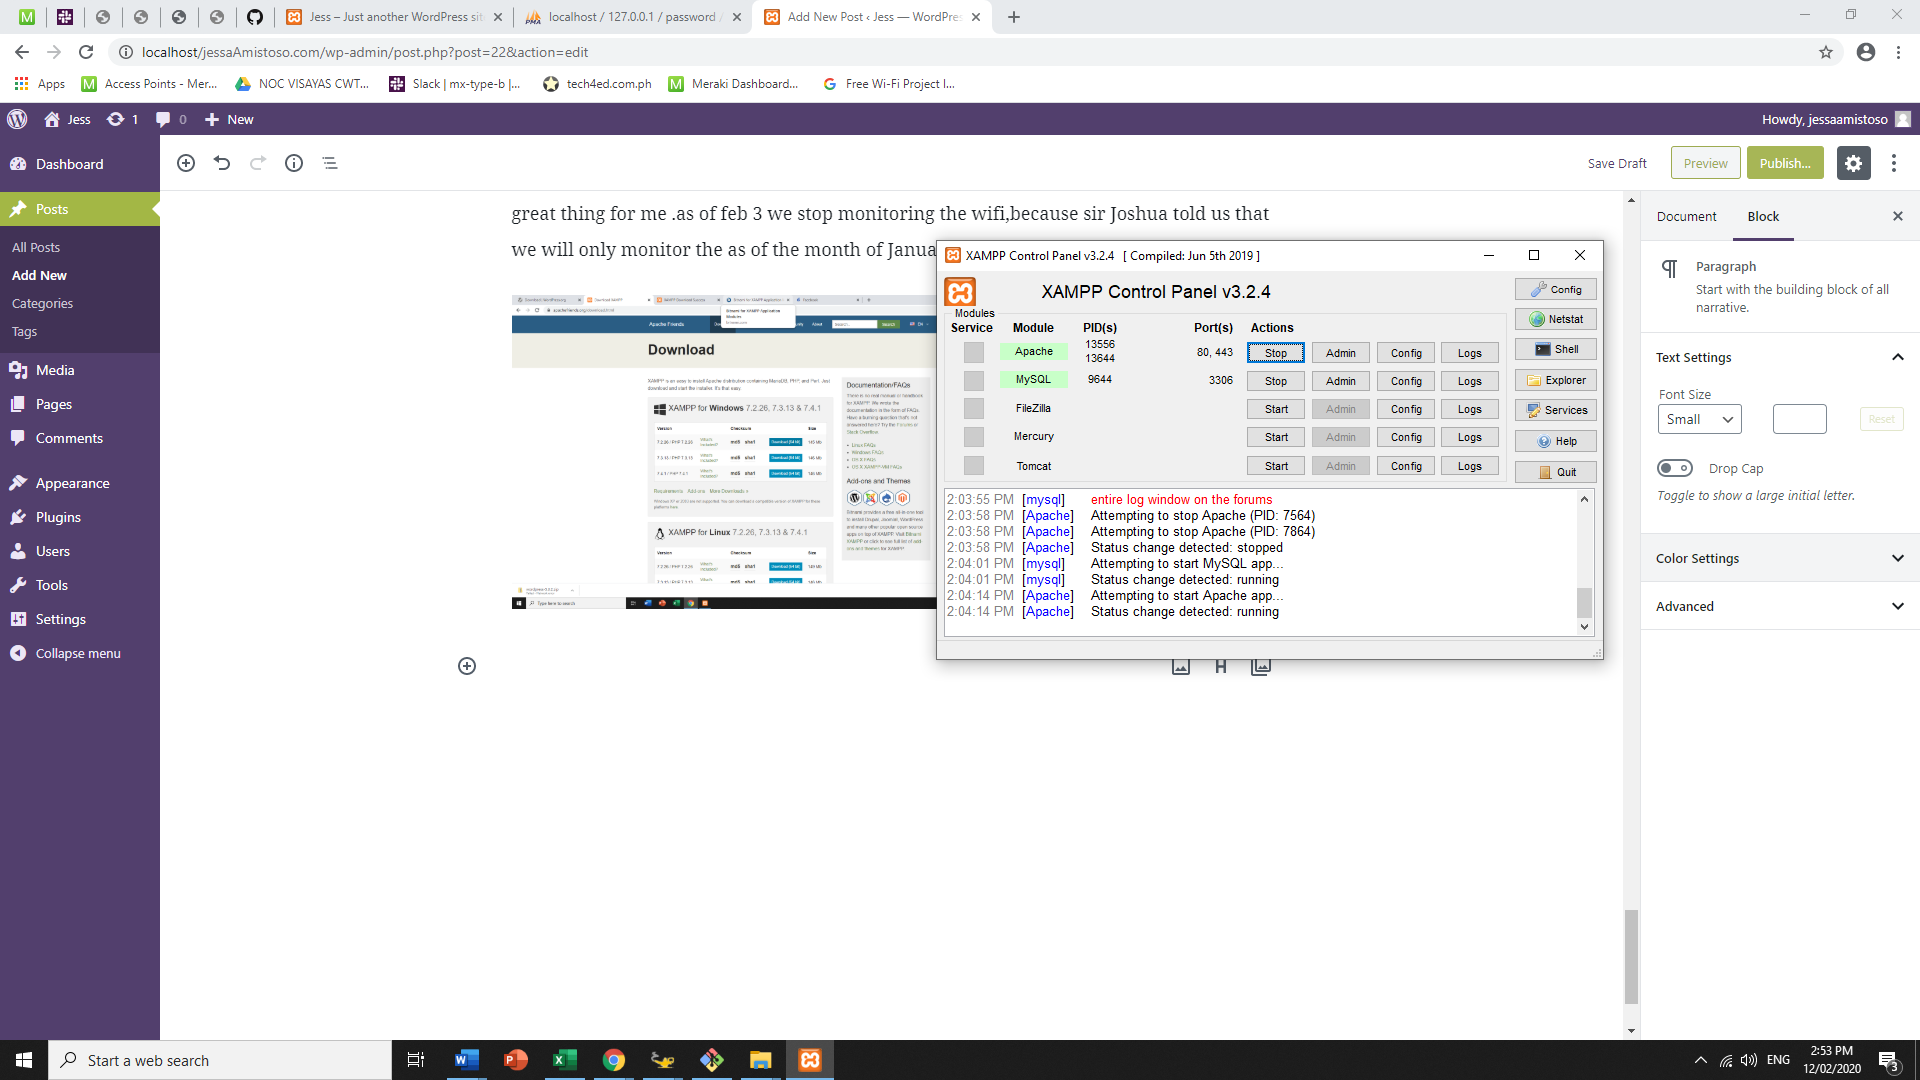 Jess – Just another WordPress sit
localhost / 127.0.0.1 / password /
Add New Post ‹ Jess — WordPres
localhost/jessaAmistoso.com/wp-admin/post.php?post=22&action=edit
Apps
Access Points - Mer...
NOC VISAYAS CWT...
Slack | mx-type-b |...
tech4ed.com.ph
Meraki Dashboard...
Free Wi-Fi Project I...
Jess
1
0
New
Howdy, jessaamistoso
Dashboard
Posts
All Posts
Add New
Categories
Tags
Media
Pages
Comments
Appearance
Plugins
Users
Tools
Settings
Collapse menu
Save Draft
Preview
Publish...
great thing for me .as of feb 3 we stop monitoring the wifi,because sir Joshua told us that
we will only monitor the as of the month of Janua
Apache Friends
Download
Documentation/FAQs
XAMPP for Windows 7.2.26, 7.3.13 & 7.4.1
Version Checksum Size
Add-ons and Themes
XAMPP for Linux 7.2.26, 7.3.13 & 7.4.1
Version Checksum Size
XAMPP Control Panel v3.2.4 [ Compiled: Jun 5th 2019 ]
XAMPP Control Panel v3.2.4
Modules
Service Module PID(s) Port(s) Actions
Apache 13556 13644 80, 443 Stop Admin Config Logs
MySQL 9644 3306 Stop Admin Config Logs
FileZilla Start Admin Config Logs
Mercury Start Admin Config Logs
Tomcat Start Admin Config Logs
Config
Netstat
Shell
Explorer
Services
Help
Quit
2:03:55 PM [mysql] entire log window on the forums
2:03:58 PM [Apache] Attempting to stop Apache (PID: 7564)
2:03:58 PM [Apache] Attempting to stop Apache (PID: 7864)
2:03:58 PM [Apache] Status change detected: stopped
2:04:01 PM [mysql] Attempting to start MySQL app...
2:04:01 PM [mysql] Status change detected: running
2:04:14 PM [Apache] Attempting to start Apache app...
2:04:14 PM [Apache] Status change detected: running
Document
Block
Paragraph
Start with the building block of all
narrative.
Text Settings
Font Size
Small
Reset
Drop Cap
Toggle to show a large initial letter.
Color Settings
Advanced
Start a web search
ENG
2:53 PM
12/02/2020
3